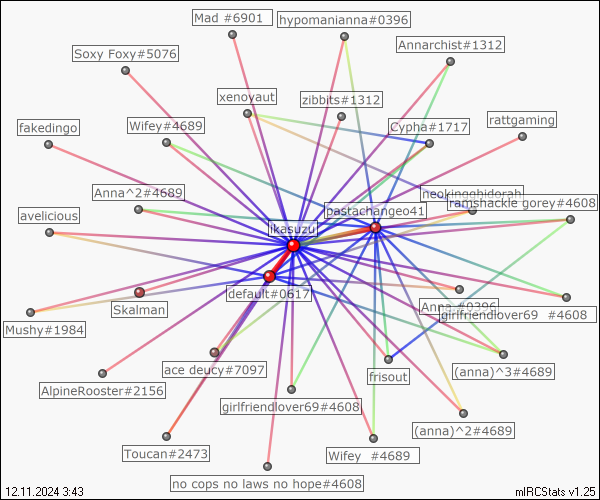 Mad #6901
hypomanianna#0396
Annarchist#1312
Soxy Foxy#5076
xenoyaut
zibbits#1312
fakedingo
Wifey#4689
Cypha#1717
rattgaming
Anna^2#4689
neokingghidorah
ramshackle gorey#4608
avelicious
pastachangeo41
ikasuzu
default#0617
Skalman
Anna #0396
girlfriendlover69 #4608
Mushy#1984
ace deucy#7097
frisout
(anna)^3#4689
AlpineRooster#2156
girlfriendlover69#4608
(anna)^2#4689
Toucan#2473
Wifey #4689
no cops no laws no hope#4608
12.11.2024 3:43
mIRCStats v1.25